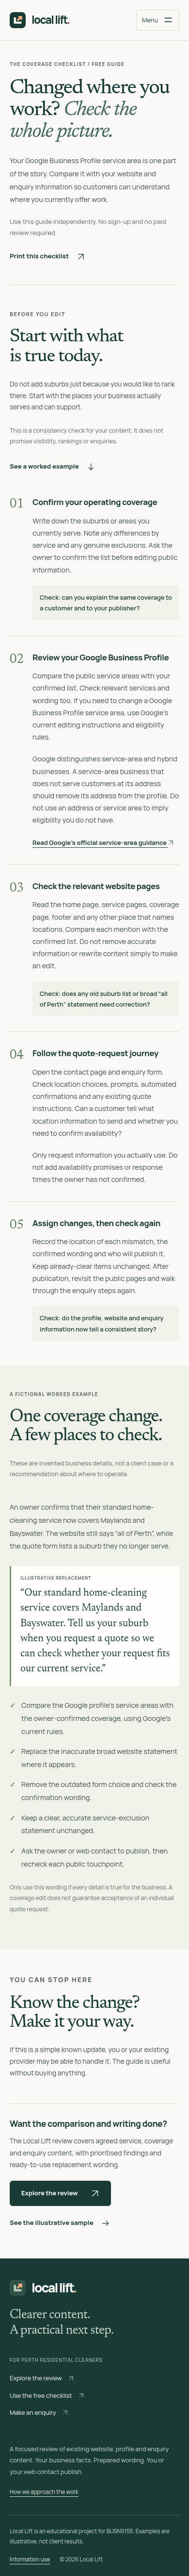 local lift.
Menu
THE COVERAGE CHECKLIST / FREE GUIDE
Changed where you
work? Check the
whole picture.
Your Google Business Profile service area is one part
of the story. Compare it with your website and
enquiry information so customers can understand
where you currently offer work.
Use this guide independently. No sign-up and no paid
review required.
Print this checklist
BEFORE YOU EDIT
Start with what
is true today.
Do not add suburbs just because you would like to rank
there. Start with the places your business actually
serves and can support.
This is a consistency check for your content. It does not
promise visibility, rankings or enquiries.
See a worked example
01
Confirm your operating coverage
Write down the suburbs or areas you
currently serve. Note any differences by
service and any genuine exclusions. Ask the
owner to confirm the list before editing public
information.
Check: can you explain the same coverage to
a customer and to your publisher?
02
Review your Google Business Profile
Compare the public service areas with your
confirmed list. Check relevant services and
wording too. If you need to change a Google
Business Profile service area, use Google's
current editing instructions and eligibility
rules.
Google distinguishes service-area and hybrid
businesses. A service-area business that
does not serve customers at its address
should remove its address from the profile. Do
not use an address or service area to imply
eligibility you do not have.
Read Google's official service-area guidance
03
Check the relevant website pages
Read the home page, service pages, coverage
page, footer and any other place that names
locations. Compare each mention with the
confirmed list. Do not remove accurate
information or rewrite content simply to make
an edit.
Check: does any old suburb list or broad "all
of Perth" statement need correction?
04
Follow the quote-request journey
Open the contact page and enquiry form.
Check location choices, prompts, automated
confirmations and any existing quote
instructions. Can a customer tell what
location information to send and whether you
need to confirm availability?
Only request information you actually use. Do
not add availability promises or response
times the owner has not confirmed.
05
Assign changes, then check again
Record the location of each mismatch, the
confirmed wording and who will publish it.
Keep already-clear items unchanged. After
publication, revisit the public pages and walk
through the enquiry steps again.
Check: do the profile, website and enquiry
information now tell a consistent story?
A FICTIONAL WORKED EXAMPLE
One coverage change.
A few places to check.
These are invented business details, not a client case or a
recommendation about where to operate.
An owner confirms that their standard home-
cleaning service now covers Maylands and
Bayswater. The website still says "all of Perth", while
the quote form lists a suburb they no longer serve.
ILLUSTRATIVE REPLACEMENT
"Our standard home-cleaning
service covers Maylands and
Bayswater. Tell us your suburb
when you request a quote so we
can check whether your request fits
our current service."
✓ Compare the Google profile's service areas with
the owner-confirmed coverage, using Google's
current rules.
✓ Replace the inaccurate broad website statement
where it appears.
✓ Remove the outdated form choice and check the
confirmation wording.
✓ Keep a clear, accurate service-exclusion
statement unchanged.
✓ Ask the owner or web contact to publish, then
recheck each public touchpoint.
Only use this wording if every detail is true for the business. A
coverage edit does not guarantee acceptance of an individual
quote request.
YOU CAN STOP HERE
Know the change?
Make it your way.
If this is a simple known update, you or your existing
provider may be able to handle it. The guide is useful
without buying anything.
Want the comparison and writing done?
The Local Lift review covers agreed service, coverage
and enquiry content, with prioritised findings and
ready-to-use replacement wording.
Explore the review
See the illustrative sample
local lift.
Clearer content.
A practical next step.
FOR PERTH RESIDENTIAL CLEANERS
Explore the review
Use the free checklist
Make an enquiry
A focused review of existing website, profile and enquiry
content. Your business facts. Prepared wording. You or
your web contact publish.
How we approach the work
Local Lift is an educational project for BUSN9155. Examples are
illustrative, not client results.
Information use © 2026 Local Lift